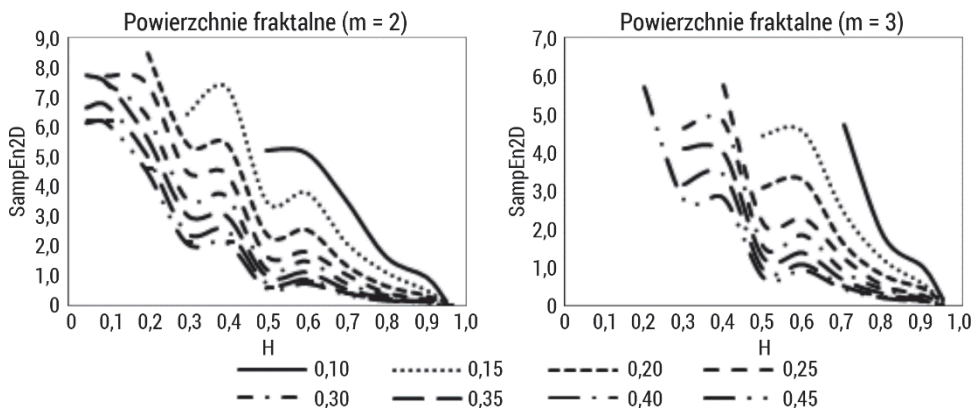 Powierzchnie fraktalne (m = 2)
9,0
8,0
7,0
6,0
5,0
4,0
3,0
2,0
1,0
0
SampEn2D
0 0,1 0,2 0,3 0,4 0,5 0,6 0,7 0,8 0,9 1,0
H
Powierzchnie fraktalne (m = 3)
7,0
6,0
5,0
4,0
3,0
2,0
1,0
0
SampEn2D
0 0,1 0,2 0,3 0,4 0,5 0,6 0,7 0,8 0,9 1,0
H
0,10 0,15 0,20 0,25
0,30 0,35 0,40 0,45